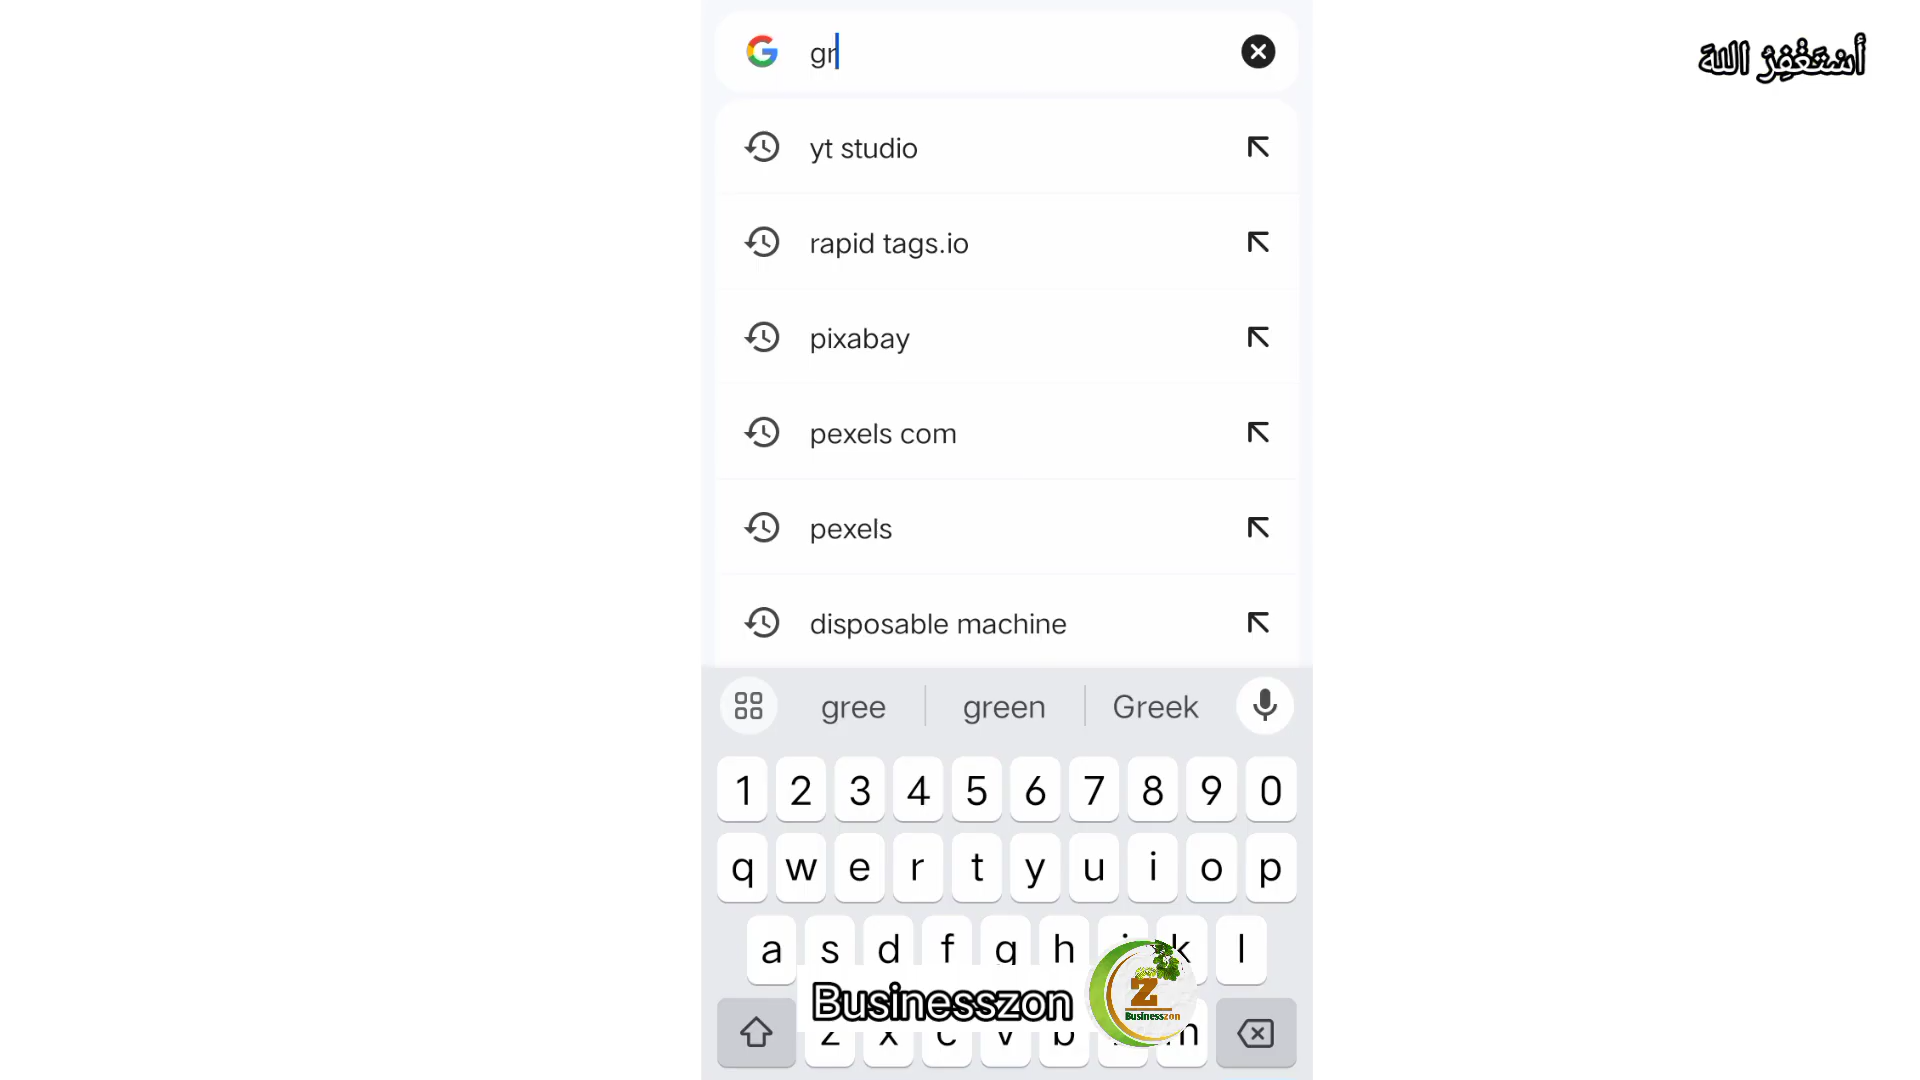 gr
أَسْتَغْفِرُ اللهَ
yt studio
rapid tags.io
pixabay
pexels com
pexels
disposable machine
gree green Greek
1 2 3 4 5 6 7 8 9 0
q w e r t y u i o p
a s d f g h j k l
Businesszon
Z
Businesszon
z x c v b m